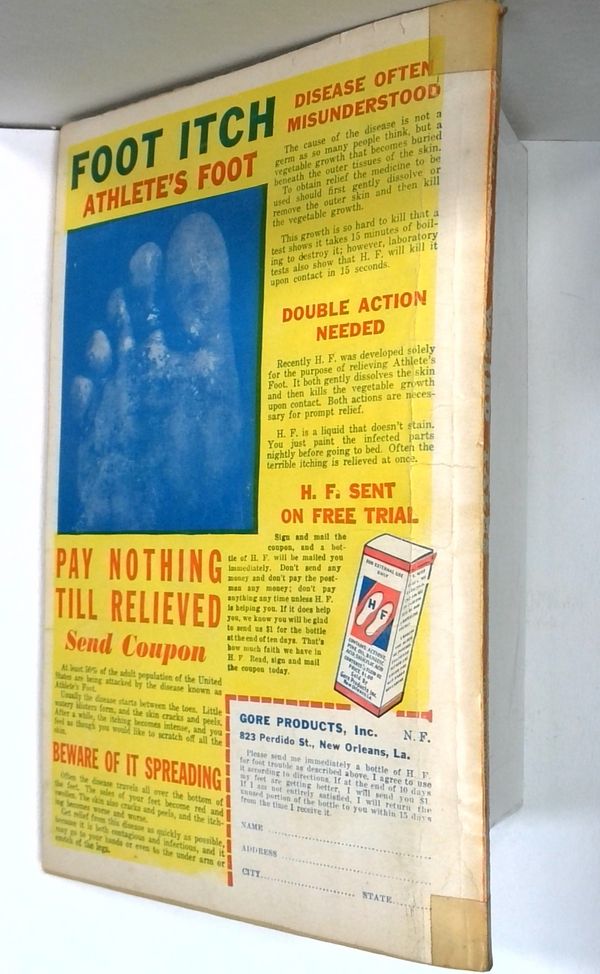 FOOT ITCH
ATHLETE'S FOOT
DISEASE OFTEN
MISUNDERSTOOD
The cause of the disease is not a
germ as so many people think, but a
vegetable growth that becomes buried
beneath the outer tissues of the skin.
To obtain relief the medicine to be
used should first gently dissolve or
remove the outer skin and then kill
the vegetable growth.
This growth is so hard to kill that a
test shows it takes 15 minutes of boil-
ing to destroy it; however, laboratory
tests also show that H. F. will kill it
upon contact in 15 seconds.
DOUBLE ACTION
NEEDED
Recently H. F. was developed solely
for the purpose of relieving Athlete's
Foot. It both gently dissolves the skin
and then kills the vegetable growth
upon contact. Both actions are neces-
sary for prompt relief.
H. F. is a liquid that doesn't stain.
You just paint the infected parts
nightly before going to bed. Often the
terrible itching is relieved at once.
H. F. SENT
ON FREE TRIAL
Sign and mail the
coupon, and a bot-
tle of H. F. will be mailed you
immediately. Don't send any
money and don't pay the post-
man any money; don't pay
anything any time unless H. F.
is helping you. If it does help
you, we know you will be glad
to send us $1 for the bottle
at the end of ten days. That's
how much faith we have in
H. F. Read, sign and mail
the coupon today.
FOR EXTERNAL USE
ONLY
H F
Gore Products, Inc.
PAY NOTHING
TILL RELIEVED
Send Coupon
At least 50% of the adult population of the United
States are being attacked by the disease known as
Athlete's Foot.
Usually the disease starts between the toes. Little
watery blisters form, and the skin cracks and peels.
After a while, the itching becomes intense, and you
feel as though you would like to scratch off all the
skin.
BEWARE OF IT SPREADING
Often the disease travels all over the bottom of
the feet. The soles of your feet become red and
swollen. The skin also cracks and peels, and the itch-
ing becomes worse and worse.
Get relief from this disease as quickly as possible,
because it is both contagious and infectious, and it
may go to your hands or even to the under arm or
crotch of the legs.
GORE PRODUCTS, Inc. N. F.
823 Perdido St., New Orleans, La.
Please send me immediately a bottle of H. F.
for foot trouble as described above. I agree to use
it according to directions. If at the end of 10 days
my feet are getting better, I will send you $1.
If I am not entirely satisfied, I will return the
unused portion of the bottle to you within 15 days
from the time I receive it.
NAME
ADDRESS
CITY STATE